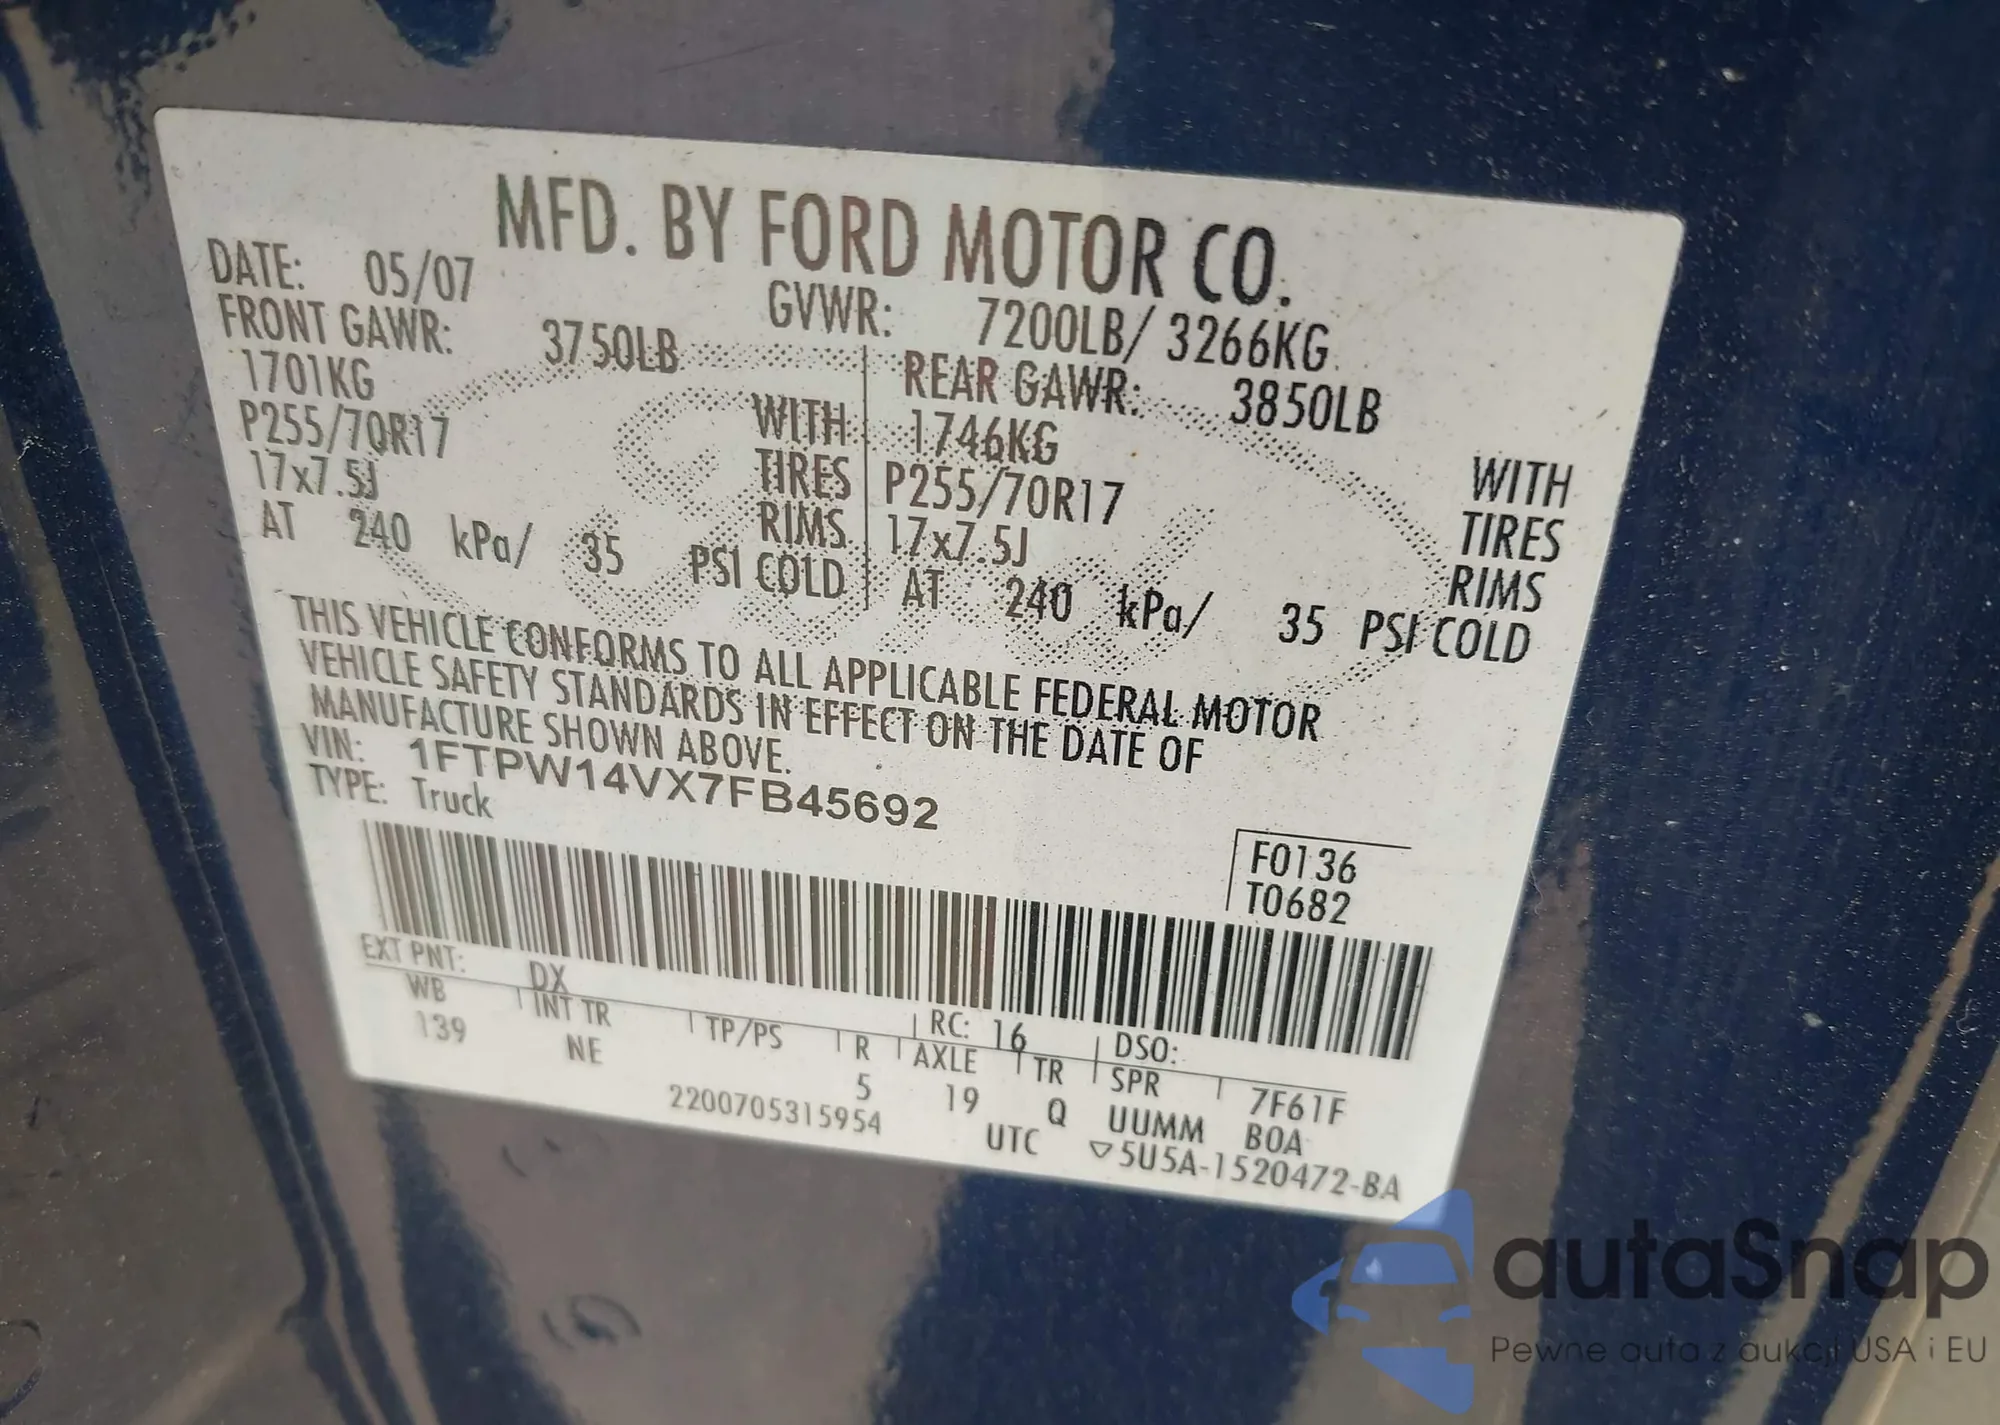 MFD. BY FORD MOTOR CO.
DATE: 05/07 GVWR: 7200LB/ 3266KG
FRONT GAWR: 3750LB REAR GAWR: 3850LB
1701KG WITH 1746KG WITH
P255/70R17 TIRES P255/70R17 TIRES
17x7.5J RIMS 17x7.5J RIMS
AT 240 kPa/ 35 PSI COLD AT 240 kPa/ 35 PSI COLD
THIS VEHICLE CONFORMS TO ALL APPLICABLE FEDERAL MOTOR
VEHICLE SAFETY STANDARDS IN EFFECT ON THE DATE OF
MANUFACTURE SHOWN ABOVE.
VIN: 1FTPW14VX7FB45692
TYPE: Truck
F0136
T0682
EXT PNT: DX RC: 16 DSO:
WB INT TR TP/PS R AXLE TR SPR 7F61F
139 NE 5 19 Q UUMM B0A
2200705315954 UTC ▽5U5A-1520472-BA
autaSnap
Pewne auta z aukcji USA i EU